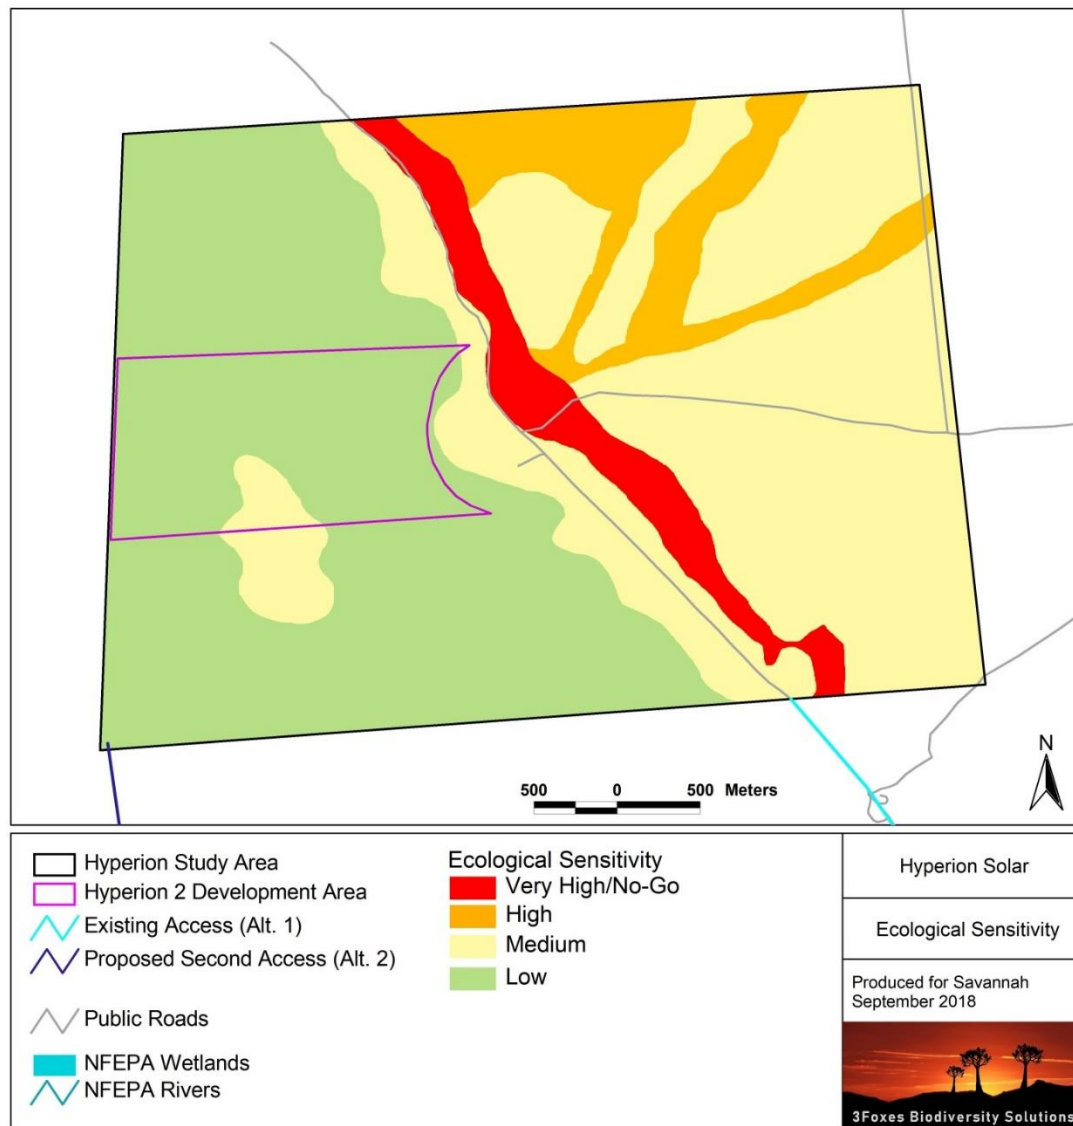 N
500 0 500 Meters
Hyperion Study Area
Hyperion 2 Development Area
Existing Access (Alt. 1)
Proposed Second Access (Alt. 2)
Public Roads
NFEPA Wetlands
NFEPA Rivers
Ecological Sensitivity
Very High/No-Go
High
Medium
Low
Hyperion Solar
Ecological Sensitivity
Produced for Savannah
September 2018
3Foxes Biodiversity Solutions